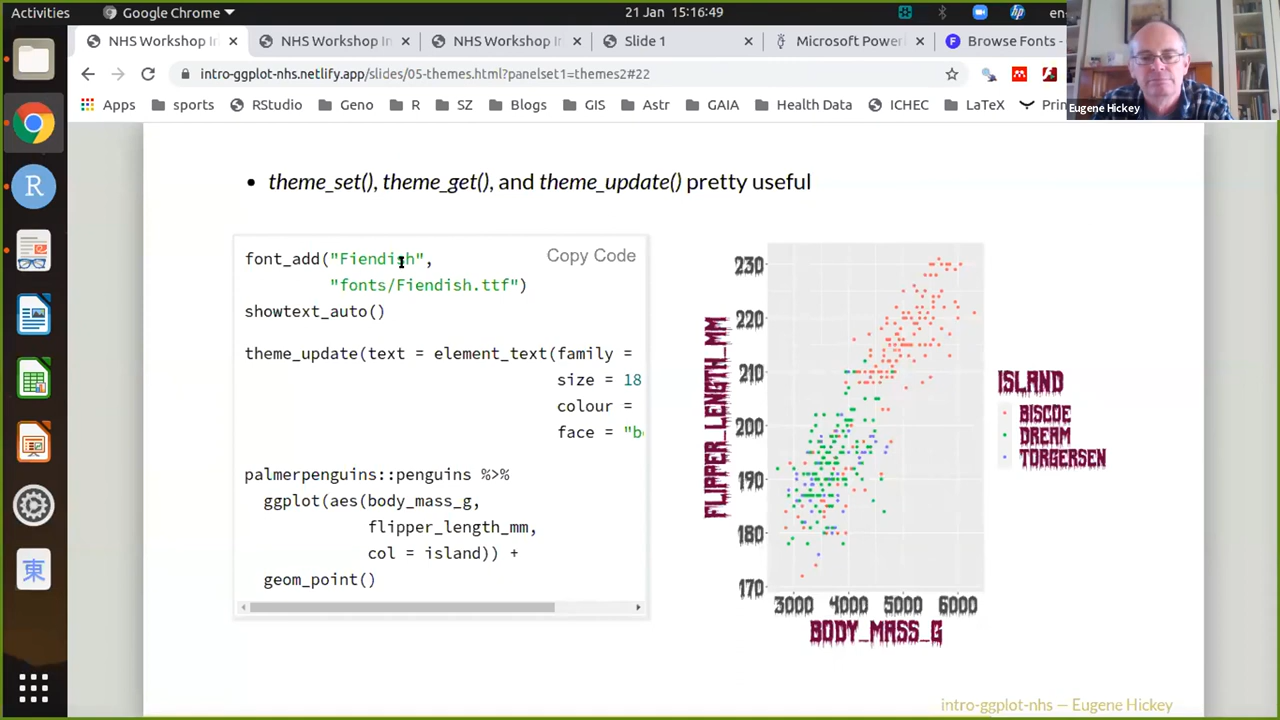 Activities
Google Chrome
21 Jan 15:16:49
en
NHS Workshop In
NHS Workshop In
NHS Workshop In
Slide 1
Microsoft Power
Browse Fonts -
intro-ggplot-nhs.netlify.app/slides/05-themes.html?panelset1=themes2#22
Apps
sports
RStudio
Geno
R
SZ
Blogs
GIS
Astr
GAIA
Health Data
ICHEC
LaTeX
Eugene Hickey
• theme_set(), theme_get(), and theme_update() pretty useful
Copy Code
font_add("Fiendish",
"fonts/Fiendish.ttf")
showtext_auto()
theme_update(text = element_text(family =
size = 18
colour =
face = "b
palmerpenguins::penguins %>%
ggplot(aes(body_mass_g,
flipper_length_mm,
col = island)) +
geom_point()
FLIPPER_LENGTH_MM
230
220
210
200
190
180
170
3000 4000 5000 6000
BODY_MASS_G
ISLAND
BISCOE
DREAM
TORGERSEN
東
intro-ggplot-nhs — Eugene Hickey